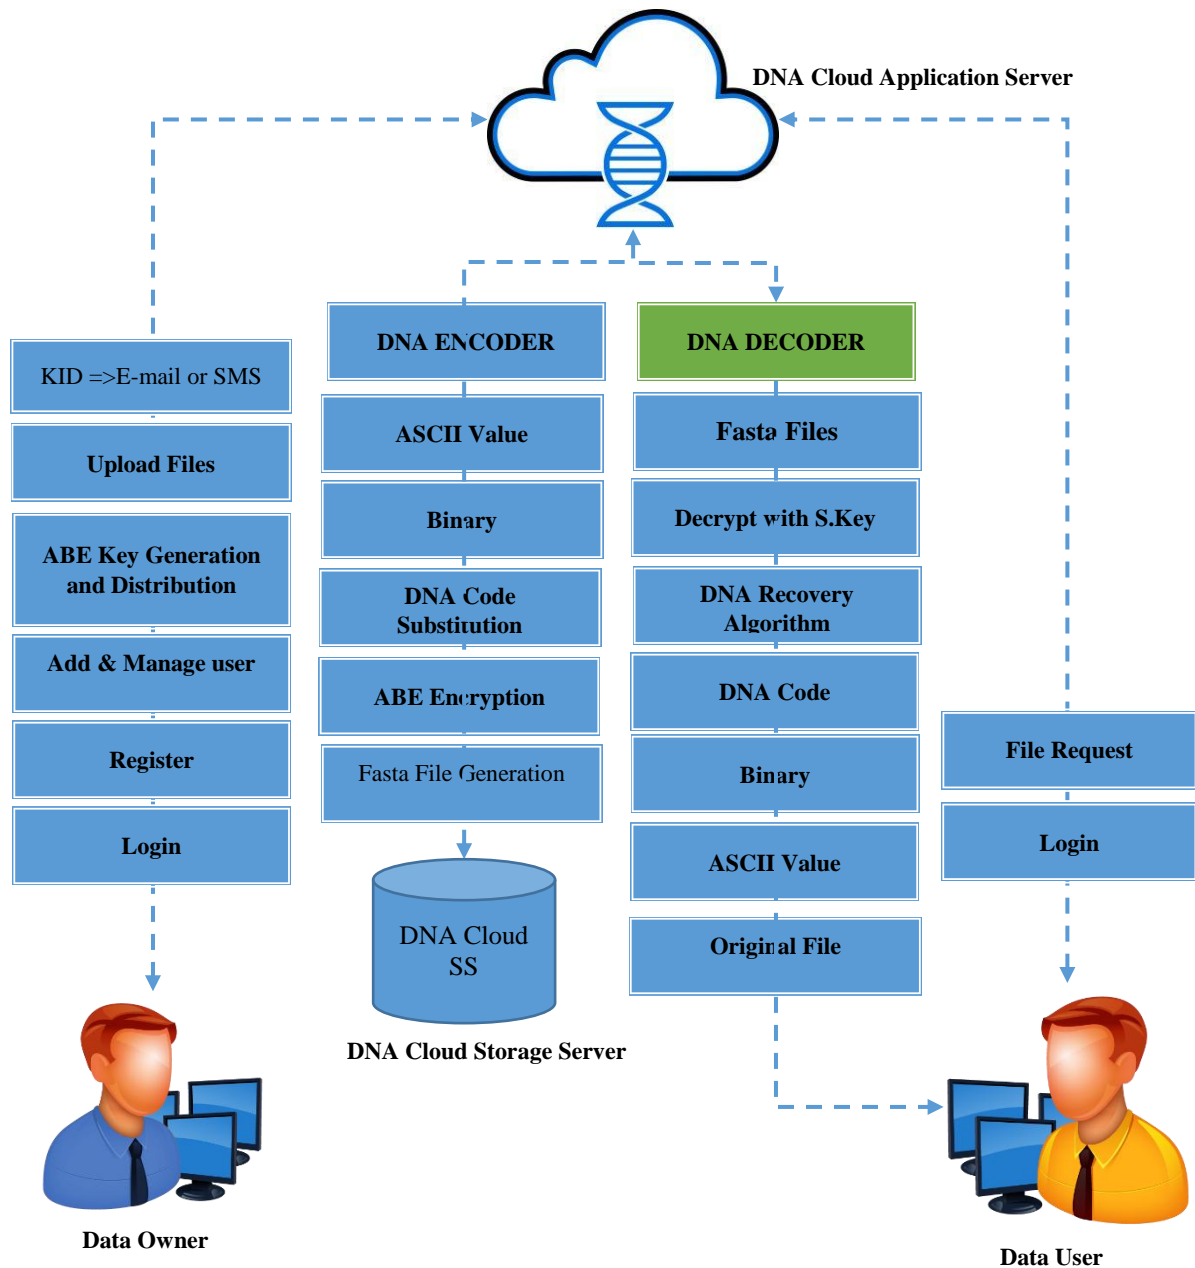 DNA Cloud Application Server
KID =>E-mail or SMS
Upload Files
ABE Key Generation
and Distribution
Add & Manage user
Register
Login
Data Owner
DNA ENCODER
ASCII Value
Binary
DNA Code
Substitution
ABE Encryption
Fasta File Generation
DNA Cloud
SS
DNA Cloud Storage Server
DNA DECODER
Fasta Files
Decrypt with S.Key
DNA Recovery
Algorithm
DNA Code
Binary
ASCII Value
Original File
File Request
Login
Data User